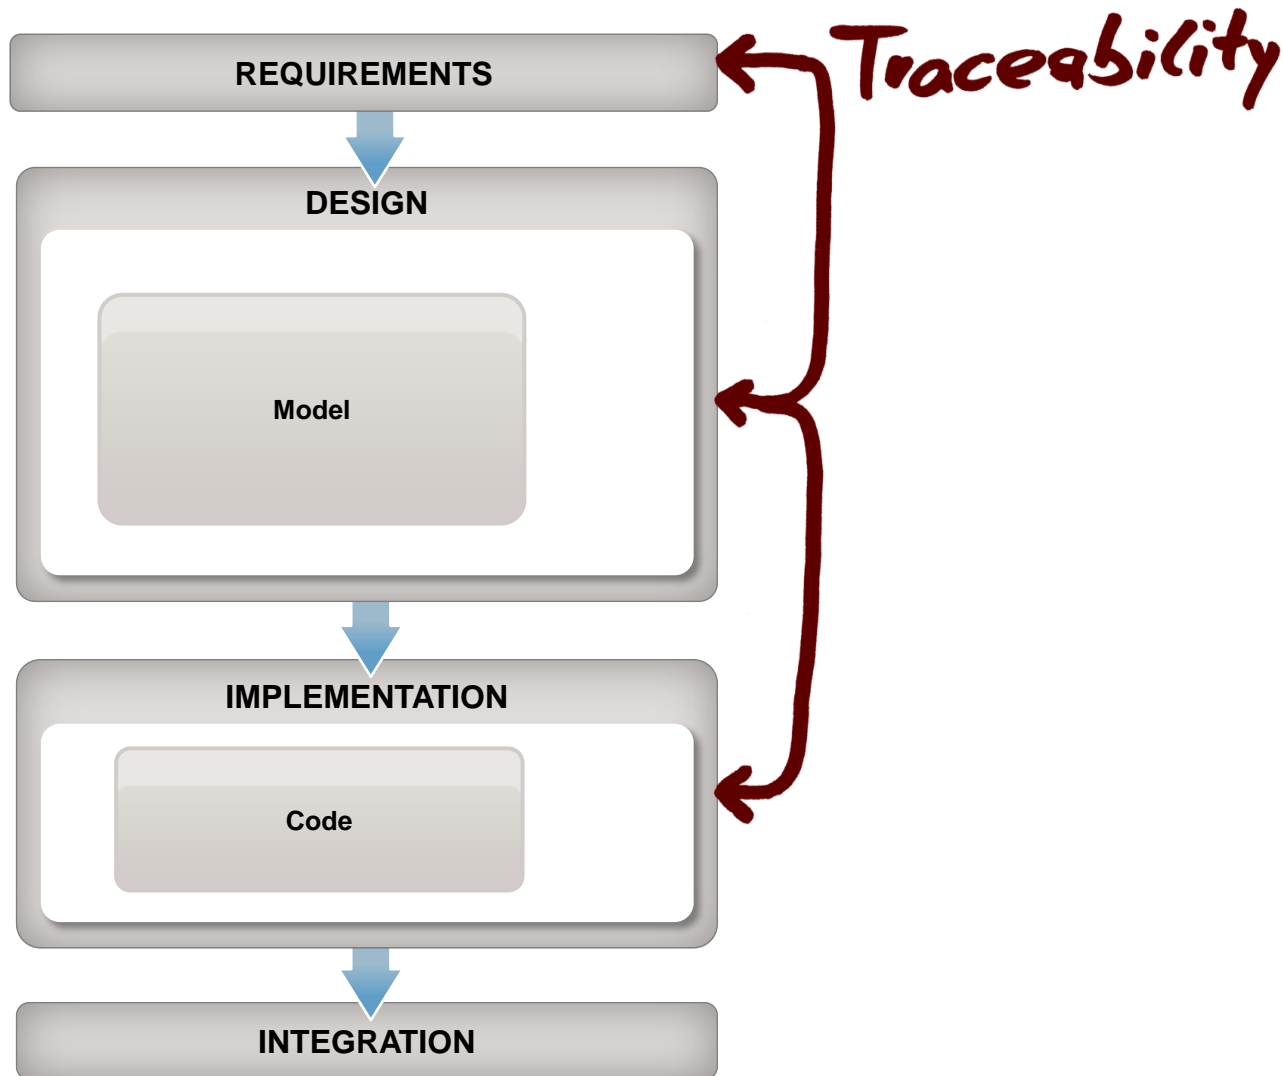 Traceability
REQUIREMENTS
DESIGN
Model
IMPLEMENTATION
Code
INTEGRATION